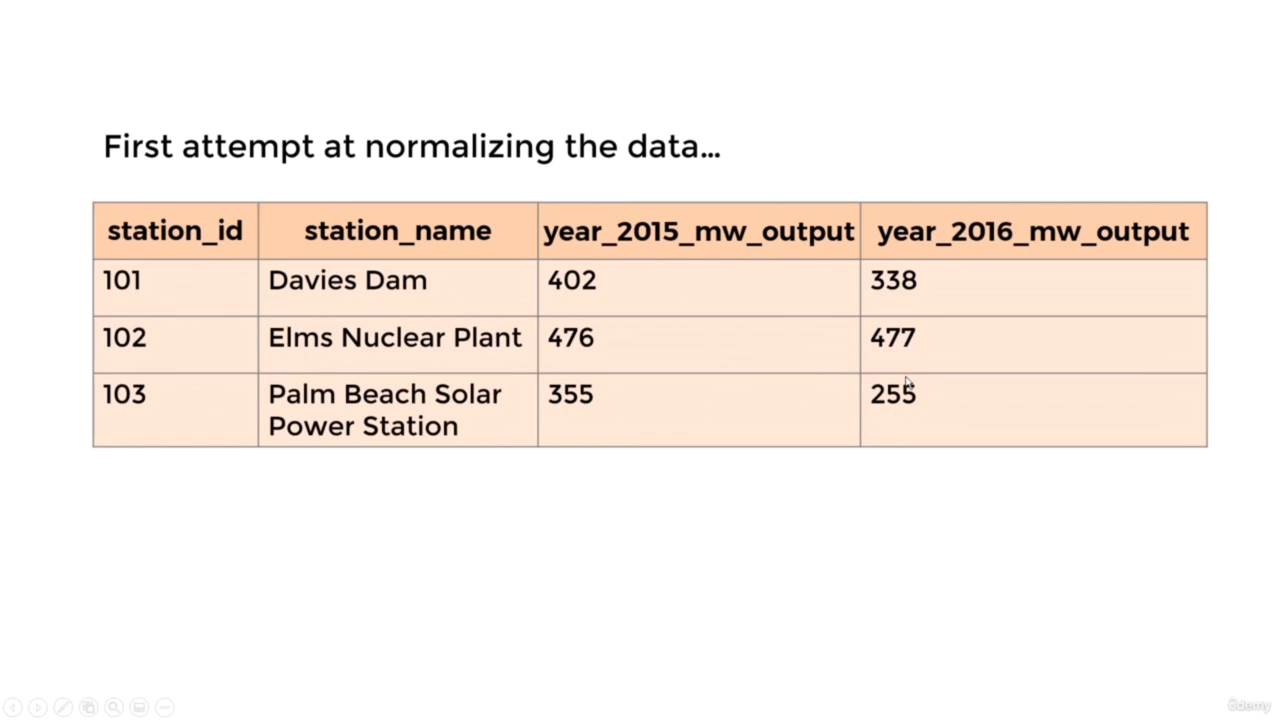 First attempt at normalizing the data...
station_id station_name year_2015_mw_output year_2016_mw_output
101 Davies Dam 402 338
102 Elms Nuclear Plant 476 477
103 Palm Beach Solar 355 255
Power Station
ûdemy